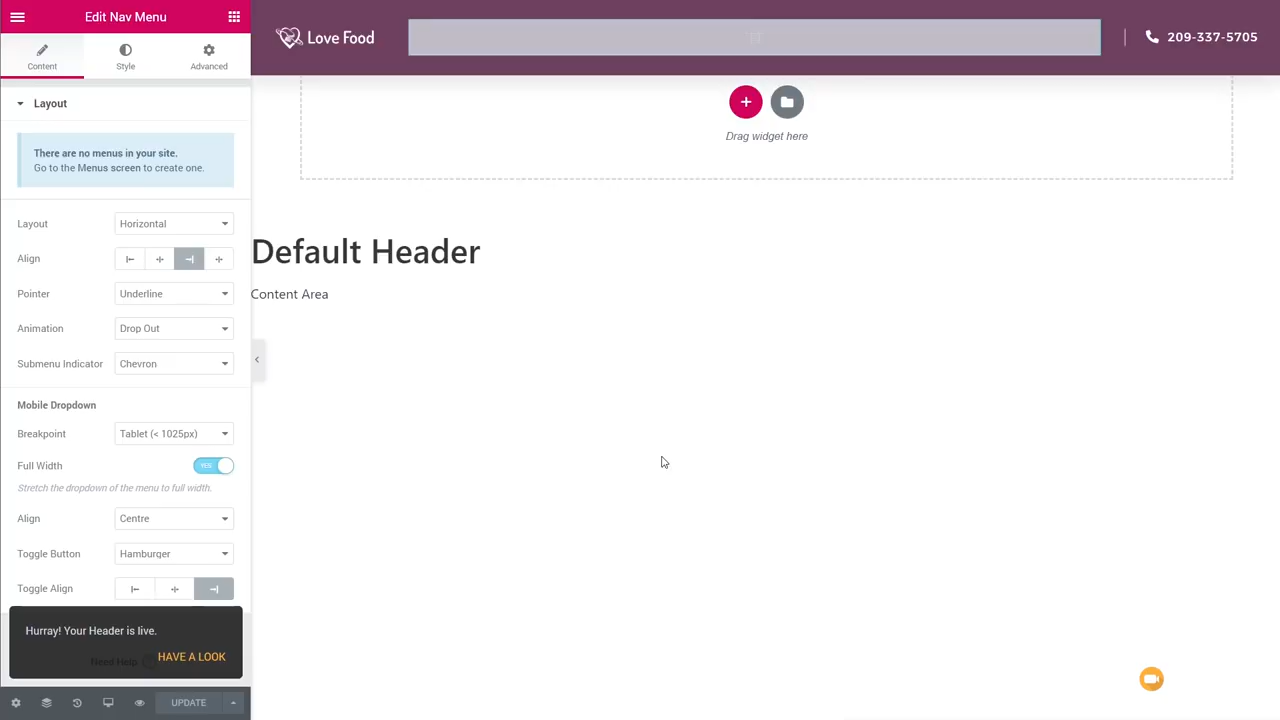 Edit Nav Menu
Content
Style
Advanced
Layout
There are no menus in your site.
Go to the Menus screen to create one.
Layout
Horizontal
Align
Pointer
Underline
Animation
Drop Out
Submenu Indicator
Chevron
Mobile Dropdown
Breakpoint
Tablet (< 1025px)
Full Width
YES
Stretch the dropdown of the menu to full width.
Align
Centre
Toggle Button
Hamburger
Toggle Align
Hurray! Your Header is live.
Need Help
HAVE A LOOK
UPDATE
Love Food
209-337-5705
Drag widget here
Default Header
Content Area